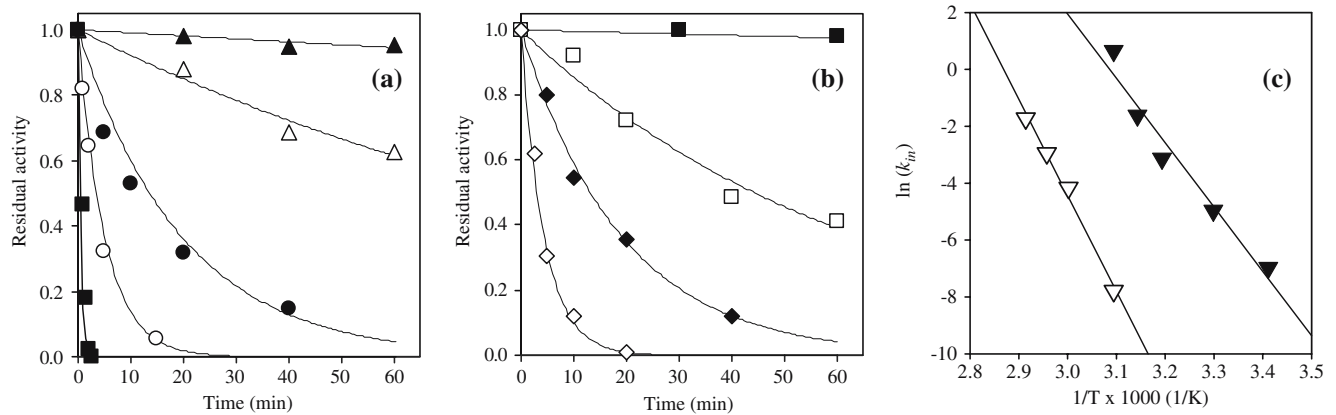 Residual activity
1.0
0.8
0.6
0.4
0.2
0.0
(a)
0 10 20 30 40 50 60
Time (min)
Residual activity
1.0
0.8
0.6
0.4
0.2
0.0
(b)
0 10 20 30 40 50 60
Time (min)
ln (k_in)
2
0
-2
-4
-6
-8
-10
(c)
2.8 2.9 3.0 3.1 3.2 3.3 3.4 3.5
1/T x 1000 (1/K)